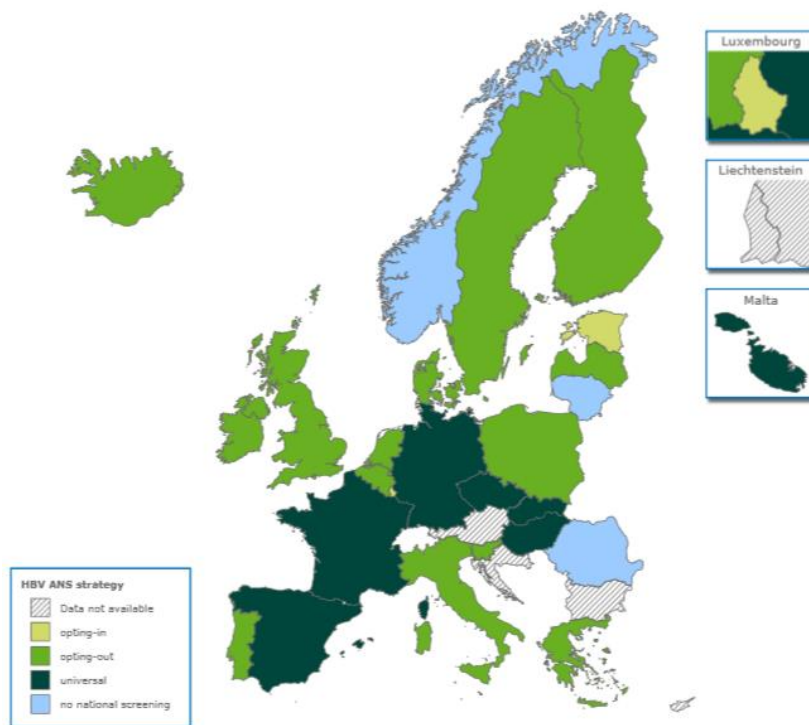 Luxembourg
Liechtenstein
Malta
HBV ANS strategy
Data not available
opting-in
opting-out
universal
no national screening